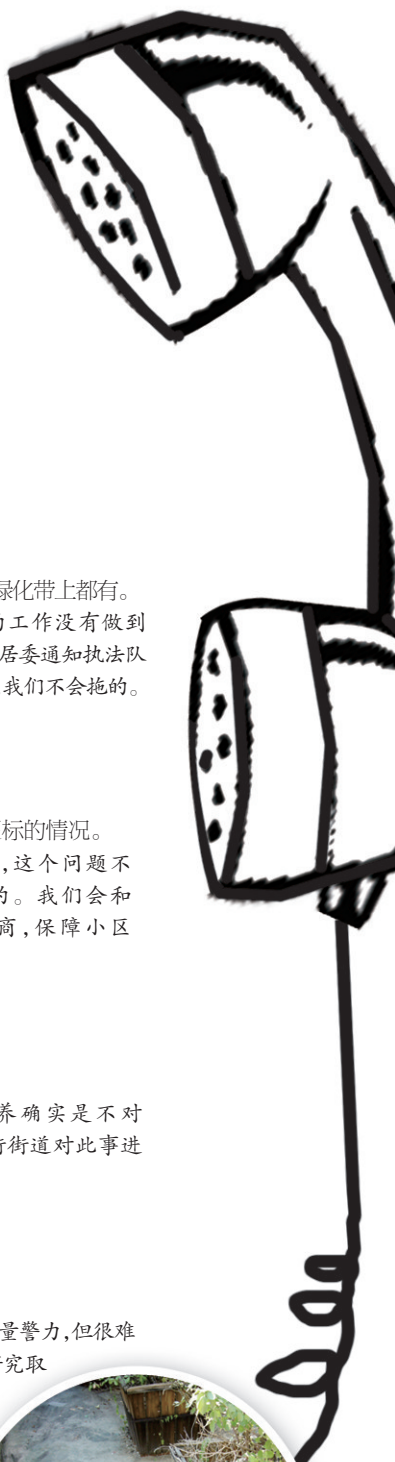 绿化带上都有。
的工作没有做到
居委通知执法队
我们不会拖的。
标的情况。
,这个问题不
的。我们会和
商,保障小区
养确实是不对
行街道对此事进
量警力,但很难
研究取